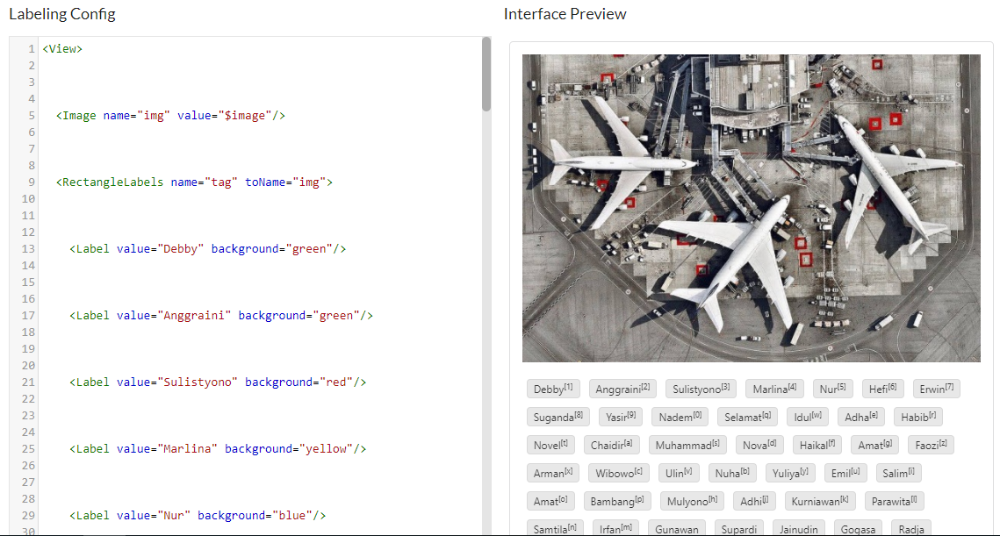 Labeling Config
1 <View>
2
3
4
5 <Image name="img" value="$image"/>
6
7
8
9 <RectangleLabels name="tag" toName="img">
10
11
12
13 <Label value="Debby" background="green"/>
14
15
16
17 <Label value="Anggraini" background="green"/>
18
19
20
21 <Label value="Sulistyono" background="red"/>
22
23
24
25 <Label value="Marlina" background="yellow"/>
26
27
28
29 <Label value="Nur" background="blue"/>
30
Interface Preview
Debby[1] Anggraini[2] Sulistyono[3] Marlina[4] Nur[5] Hefi[6] Erwin[7]
Suganda[8] Yasir[9] Nadem[0] Selamat[q] Idul[w] Adha[e] Habib[r]
Novel[t] Chaidir[a] Muhammad[s] Nova[d] Haikal[f] Amat[g] Faozi[z]
Arman[x] Wibowo[c] Ulin[v] Nuha[b] Yuliya[y] Emil[u] Salim[i]
Amat[o] Bambang[p] Mulyono[h] Adhi[j] Kurniawan[k] Parawita[l]
Samtila[n] Irfan[m] Gunawan Supardi Jainudin Gogasa Radja